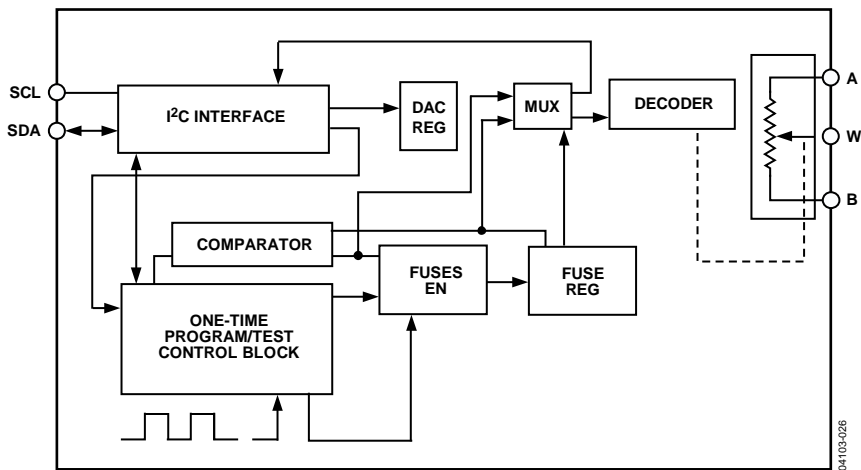 SCL
SDA
I²C INTERFACE
DAC
REG
MUX
DECODER
A
W
B
COMPARATOR
FUSES
EN
FUSE
REG
ONE-TIME
PROGRAM/TEST
CONTROL BLOCK
04103-026